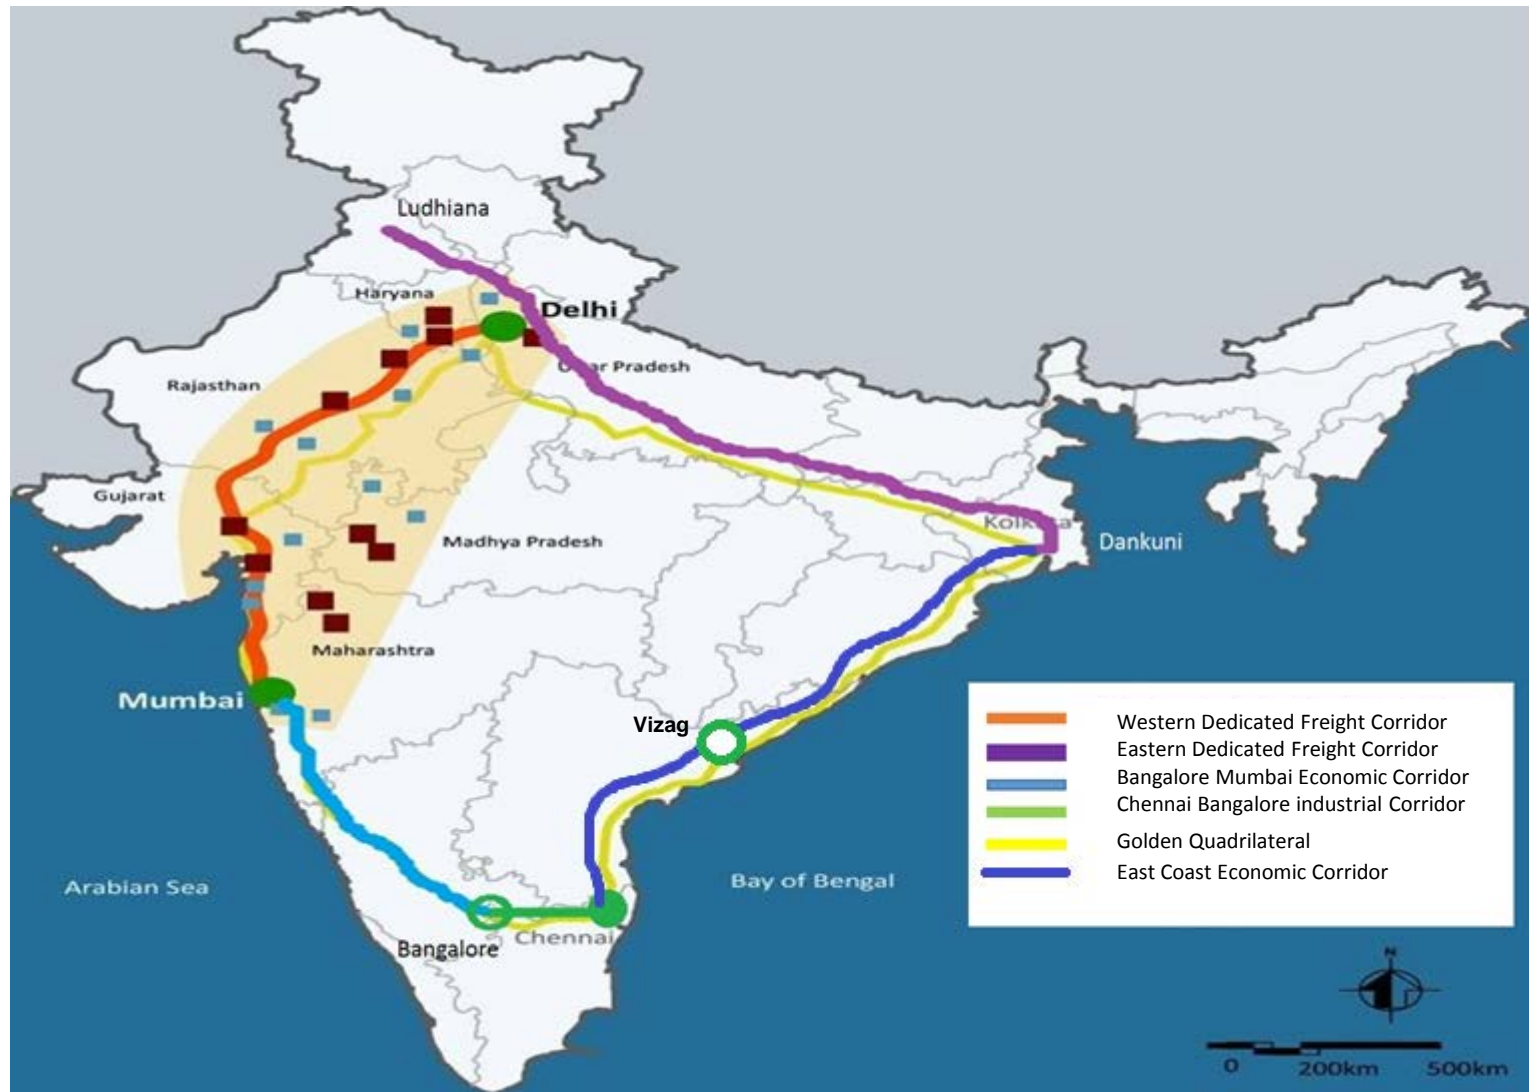 Ludhiana
Haryana
Delhi
Rajasthan
Pradesh
Gujarat
Madhya Pradesh
Dankuni
Maharashtra
Mumbai
Vizag
Arabian Sea
Bay of Bengal
Bangalore
Chennai
Western Dedicated Freight Corridor
Eastern Dedicated Freight Corridor
Bangalore Mumbai Economic Corridor
Chennai Bangalore industrial Corridor
Golden Quadrilateral
East Coast Economic Corridor
N
0 200km 500km